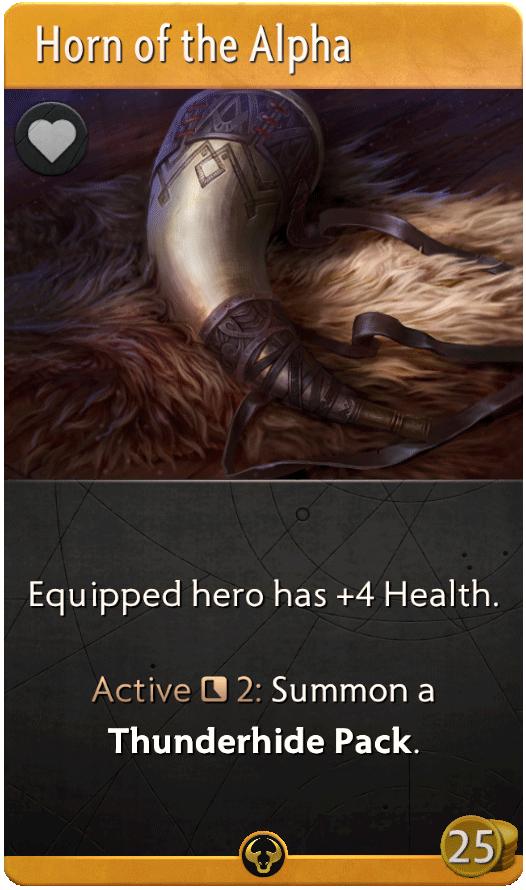 Horn of the Alpha
Equipped hero has +4 Health.
Active 2: Summon a
Thunderhide Pack.
25